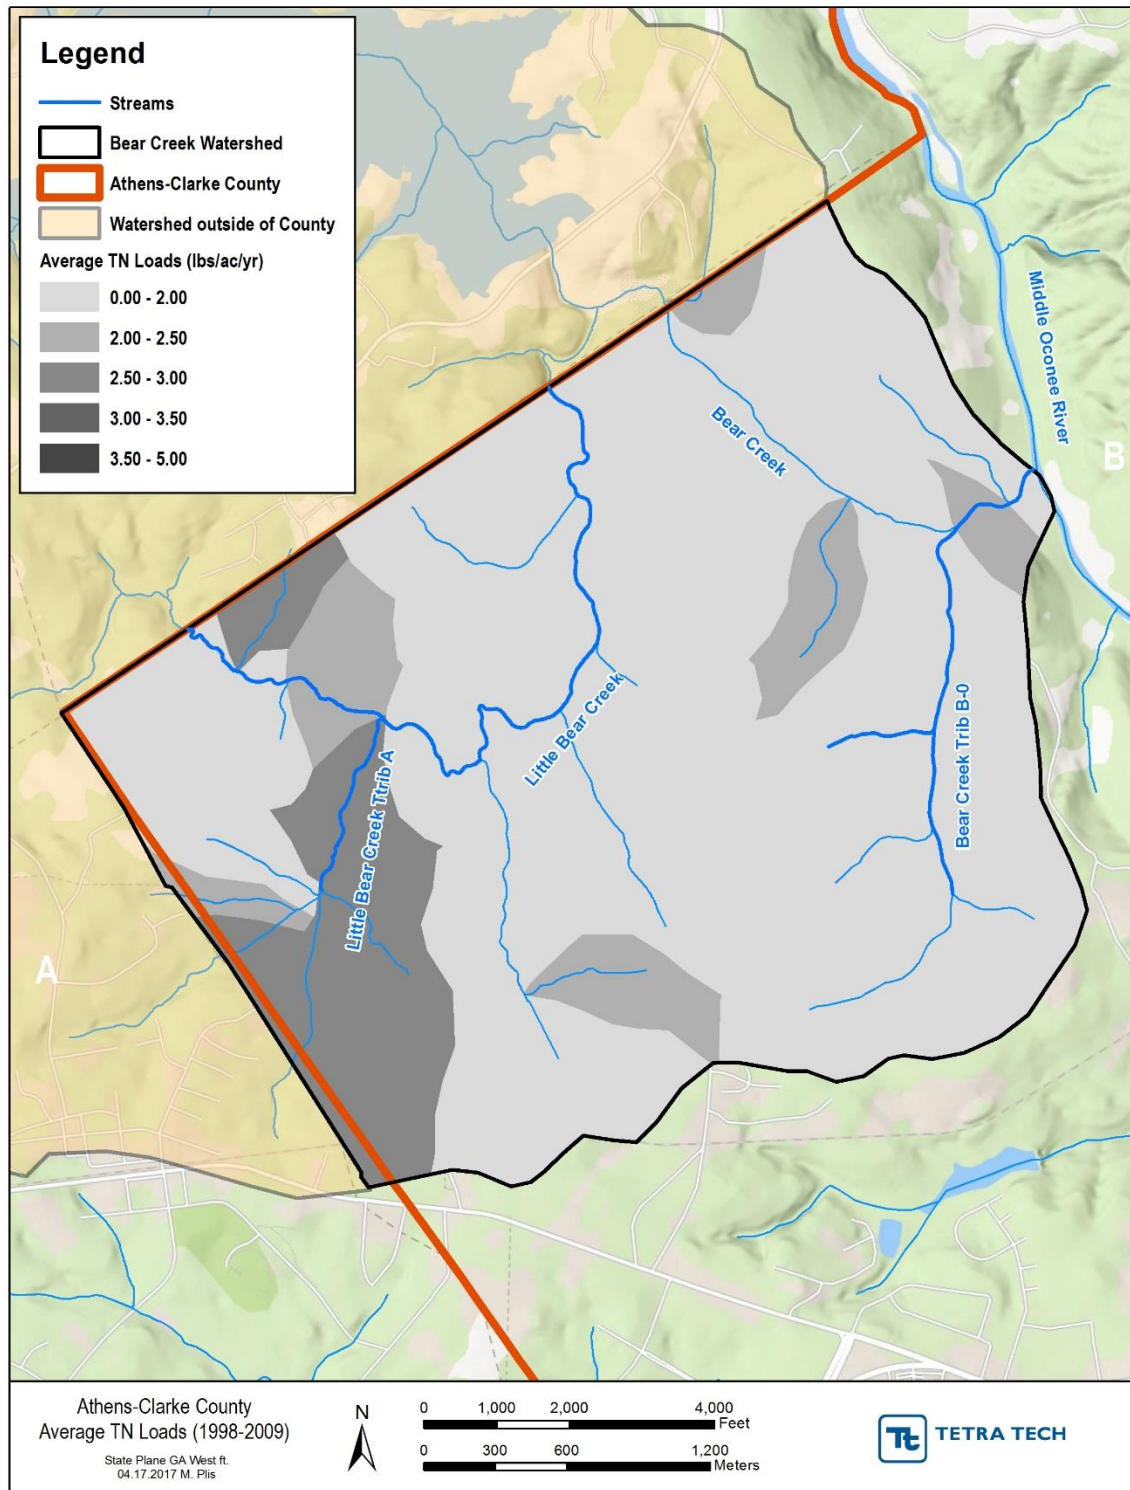 Legend
Streams
Bear Creek Watershed
Athens-Clarke County
Watershed outside of County
Average TN Loads (lbs/ac/yr)
0.00 - 2.00
2.00 - 2.50
2.50 - 3.00
3.00 - 3.50
3.50 - 5.00
Middle Oconee River
Bear Creek
B
Little Bear Creek
Bear Creek Trib B-0
Little Bear Creek Ttrib A
A
Athens-Clarke County
Average TN Loads (1998-2009)
State Plane GA West ft.
04.17.2017 M. Plis
N
0 1,000 2,000 4,000
Feet
0 300 600 1,200
Meters
Tt TETRA TECH